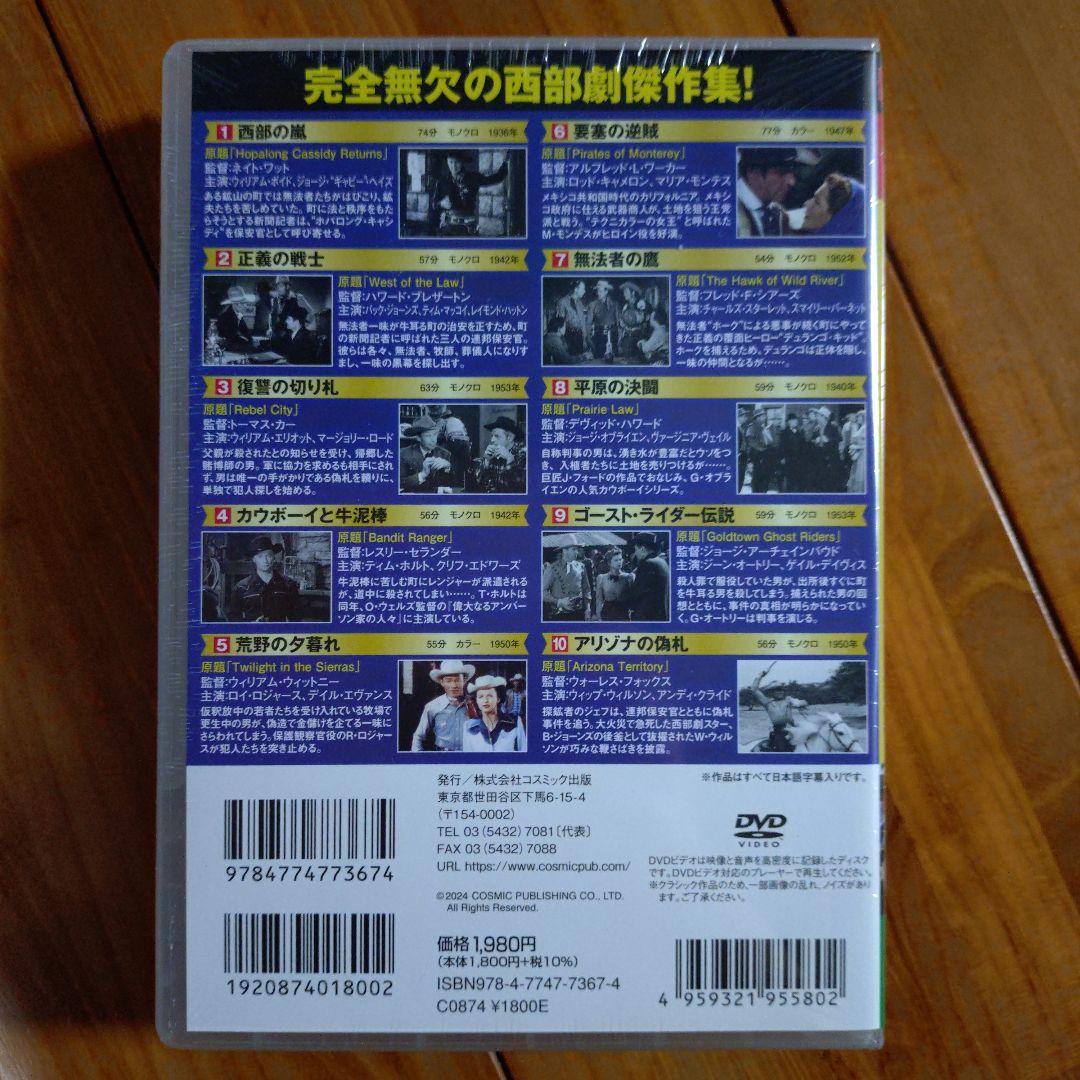 完全無欠の西部劇傑作集!
1 西部の嵐 74分 モノクロ 1936年
原題「Hopalong Cassidy Returns」
監督:ネイト・ワット
主演:ウィリアム・ボイド、ジョージ・"ギャビー"ヘイズ
ある鉱山の町では無法者たちがはびこり、鉱
夫たちを苦しめていた。町に法と秩序をもた
らそうとする新聞記者は、"ホパロング・キャシ
ディ"を保安官として呼び寄せる。
2 正義の戦士 57分 モノクロ 1942年
原題「West of the Law」
監督:ハワード・ブレザートン
主演:バック・ジョーンズ、ティム・マッコイ、レイモンド・ハットン
無法者一味が牛耳る町の治安を正すため、町
の新聞記者に呼ばれた三人の連邦保安官。
彼らは各々、無法者、牧師、葬儀人になりす
まし、一味の黒幕を探し出す。
3 復讐の切り札 63分 モノクロ 1953年
原題「Rebel City」
監督:トーマス・カー
主演:ウィリアム・エリオット、マージョリー・ロード
父親が殺されたとの知らせを受け、帰郷した
賭博師の男。軍に協力を求めるも相手にされ
ず、男は唯一の手がかりである偽札を頼りに、
単独で犯人探しを始める。
4 カウボーイと牛泥棒 56分 モノクロ 1942年
原題「Bandit Ranger」
監督:レスリー・セランダー
主演:ティム・ホルト、クリフ・エドワーズ
牛泥棒に苦しむ町にレンジャーが派遣される
が、道中に殺されてしまい……。T・ホルトは
同年、O・ウェルズ監督の『偉大なるアンバー
ソン家の人々』に主演している。
5 荒野の夕暮れ 55分 カラー 1950年
原題「Twilight in the Sierras」
監督:ウィリアム・ウィットニー
主演:ロイ・ロジャース、デイル・エヴァンス
仮釈放中の若者たちを受け入れている牧場で
更生中の男が、偽造で金儲けを企てる一味に
さらわれてしまう。保護観察官役のR・ロジャー
スが犯人たちを突き止める。
6 要塞の逆賊 77分 カラー 1947年
原題「Pirates of Monterey」
監督:アルフレッド・L・ワーカー
主演:ロッド・キャメロン、マリア・モンテス
メキシコ共和国時代のカリフォルニア。メキシ
コ政府に仕える武器商人が、土地を狙う王党
派と戦う。"テクニカラーの女王"と呼ばれた
M・モンテスがヒロイン役を好演。
7 無法者の鷹 54分 モノクロ 1952年
原題「The Hawk of Wild River」
監督:フレッド・F・シアーズ
主演:チャールズ・スターレット、スマイリー・バーネット
無法者"ホーク"による悪事が続く町にやって
きた正義の覆面ヒーロー"デュランゴ・キッド"。
ホークを捕えるため、デュランゴは正体を隠し、
一味の仲間となるが……。
8 平原の決闘 59分 モノクロ 1940年
原題「Prairie Law」
監督:デヴィッド・ハワード
主演:ジョージ・オブライエン、ヴァージニア・ヴェイル
自称判事の男は、湧き水が豊富だとウソをつ
き、入植者たちに土地を売りつけるが……。
巨匠J・フォードの作品でおなじみ、G・オブラ
イエンの人気カウボーイシリーズ。
9 ゴースト・ライダー伝説 59分 モノクロ 1953年
原題「Goldtown Ghost Riders」
監督:ジョージ・アーチェインバウド
主演:ジーン・オートリー、ゲイル・デイヴィス
殺人罪で服役していた男が、出所後すぐに町
を牛耳る男を殺してしまう。捕えられた男の回
想とともに、事件の真相が明らかになってい
く。G・オートリーは判事を演じる。
10 アリゾナの偽札 56分 モノクロ 1950年
原題「Arizona Territory」
監督:ウォーレス・フォックス
主演:ウィップ・ウィルソン、アンディ・クライド
探鉱者のジェフは、連邦保安官とともに偽札
事件を追う。大火災で急死した西部劇スター、
B・ジョーンズの後釜として抜擢されたW・ウィ
ルソンが巧みな鞭さばきを披露。
発行/株式会社コスミック出版
東京都世田谷区下馬6-15-4
(〒154-0002)
TEL 03(5432)7081〔代表〕
FAX 03(5432)7088
URL https://www.cosmicpub.com/
©2024 COSMIC PUBLISHING CO., LTD.
All Rights Reserved.
価格1,980円
(本体1,800円+税10%)
ISBN978-4-7747-7367-4
C0874 ¥1800E
9784774773674
1920874018002
※作品はすべて日本語字幕入りです。
DVD
VIDEO
DVDビデオは映像と音声を高密度に記録したディスク
です。DVDビデオ対応のプレーヤーで再生してください。
※クラシック作品のため、一部画像の乱れ、ノイズがあり
ます。ご了承ください。
4 959321 955802